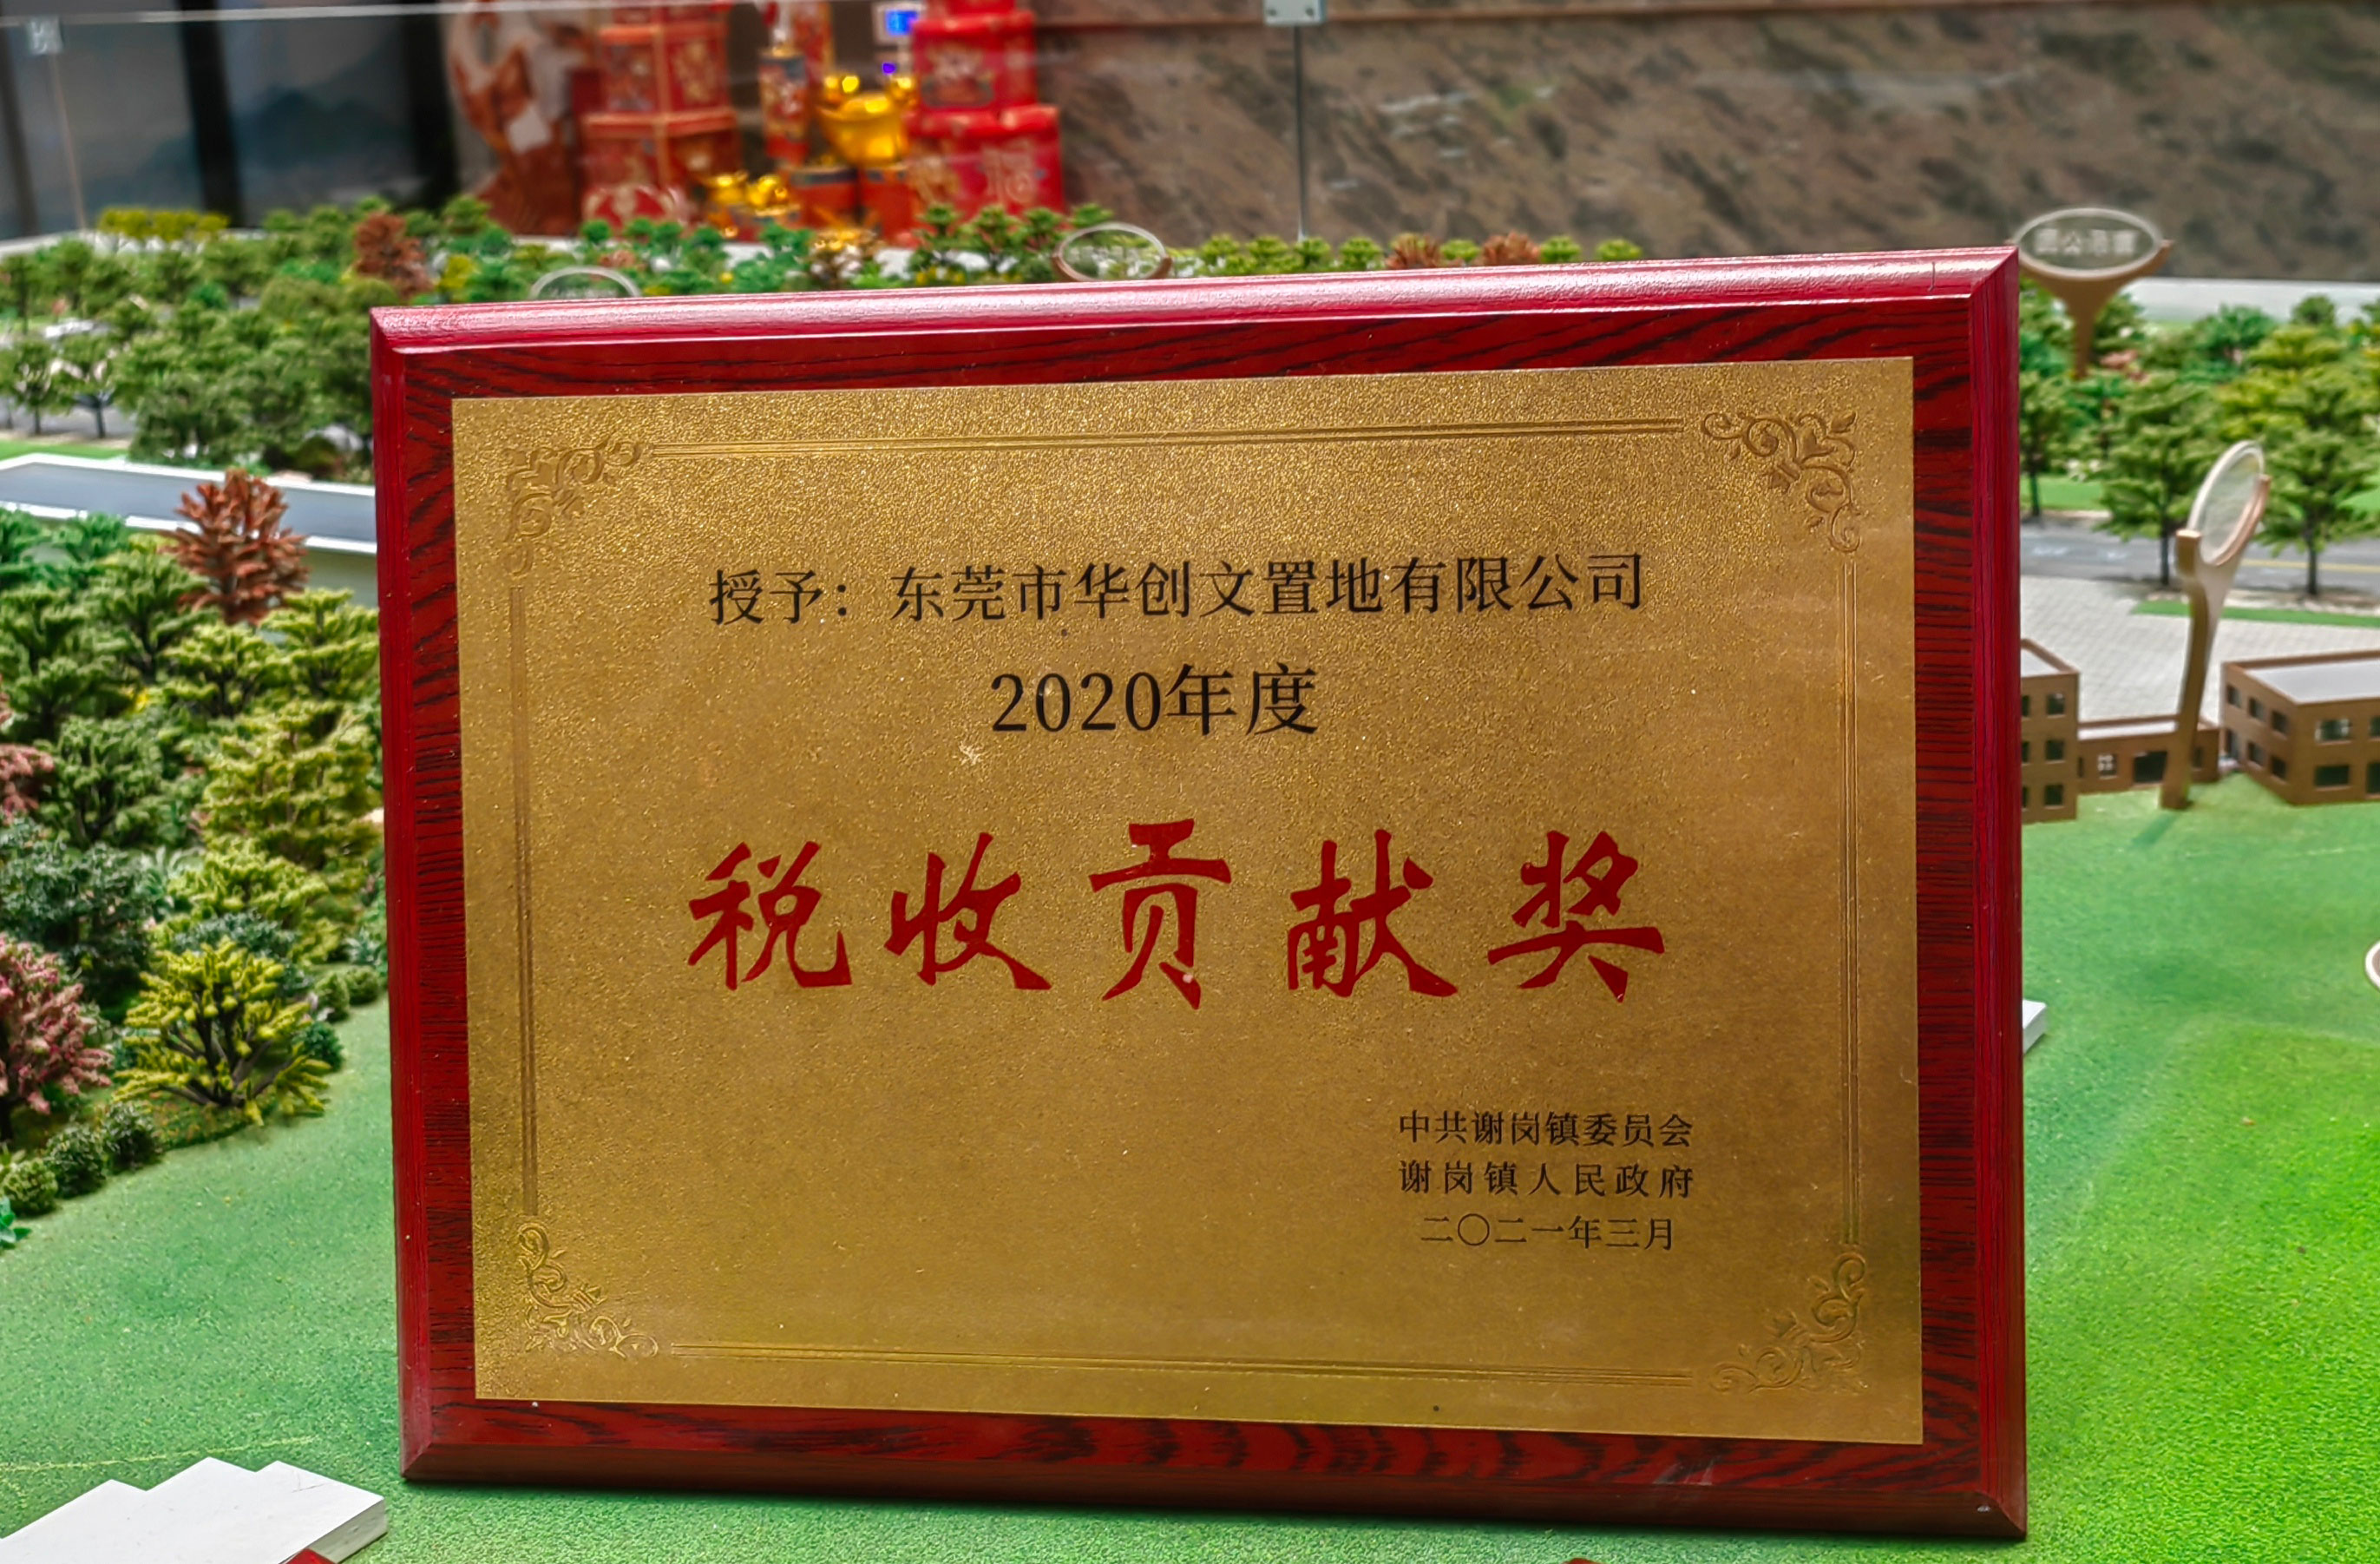 授予：东莞市华创文置地有限公司
2020年度
税收贡献奖
中共谢岗镇委员会
谢岗镇人民政府
二〇二一年三月